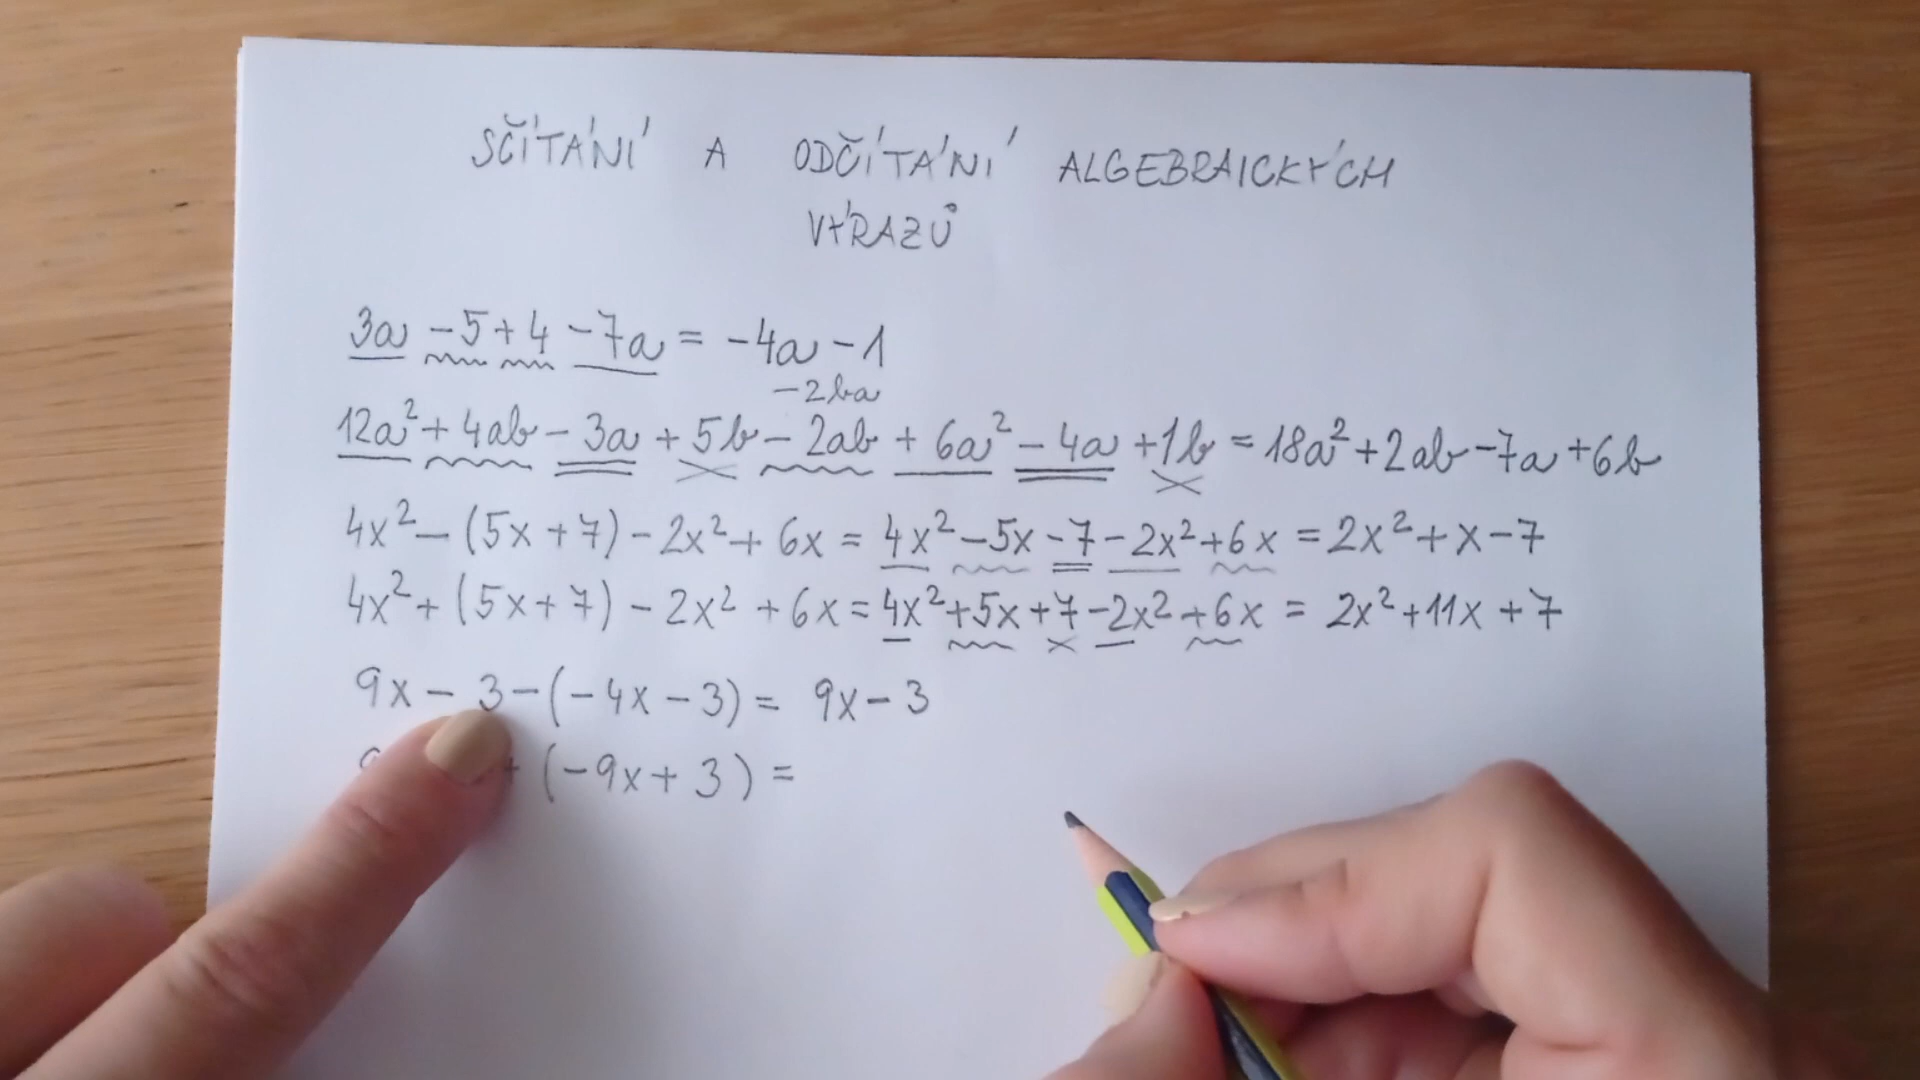 SČÍTÁNÍ A ODČÍTÁNÍ ALGEBRAICKÝCH
VÝRAZŮ
3a - 5 + 4 - 7a = -4a - 1
-2ba
12a² + 4ab - 3a + 5b - 2ab + 6a² - 4a + 1b = 18a² + 2ab - 7a + 6b
4x² - (5x + 7) - 2x² + 6x = 4x² - 5x - 7 - 2x² + 6x = 2x² + x - 7
4x² + (5x + 7) - 2x² + 6x = 4x² + 5x + 7 - 2x² + 6x = 2x² + 11x + 7
9x - 3 - (-4x - 3) = 9x - 3
+ (-9x + 3) =